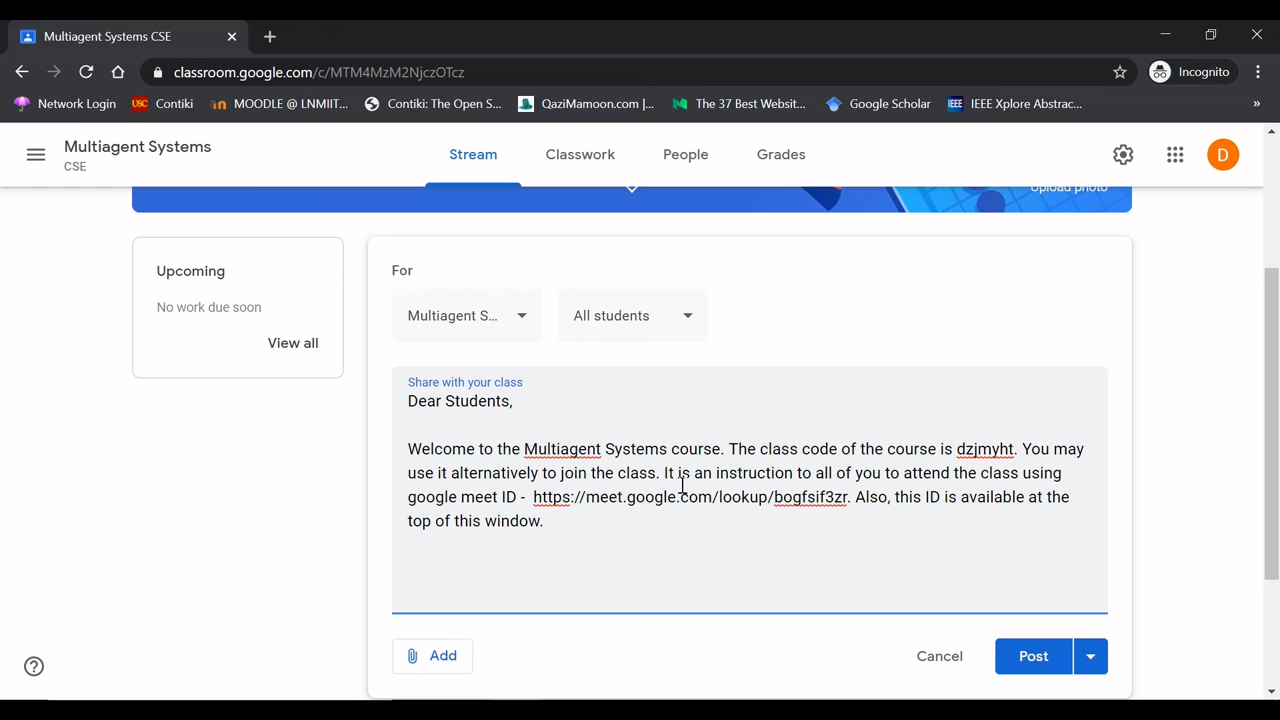 Multiagent Systems CSE
classroom.google.com/c/MTM4MzM2NjczOTcz
Incognito
Network Login
USC Contiki
MOODLE @ LNMIIT...
Contiki: The Open S...
QaziMamoon.com |...
The 37 Best Websit...
Google Scholar
IEEE IEEE Xplore Abstrac...
»
Multiagent Systems
CSE
Stream
Classwork
People
Grades
D
Upload photo
Upcoming
No work due soon
View all
For
Multiagent S...
All students
Share with your class
Dear Students,
Welcome to the Multiagent Systems course. The class code of the course is dzjmyht. You may
use it alternatively to join the class. It is an instruction to all of you to attend the class using
google meet ID - https://meet.google.com/lookup/bogfsif3zr. Also, this ID is available at the
top of this window.
Add
Cancel
Post